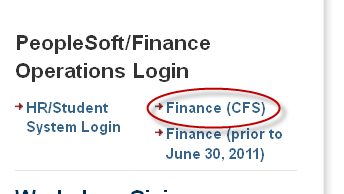 PeopleSoft/Finance
Operations Login
HR/Student
System Login
Finance (CFS)
Finance (prior to
June 30, 2011)